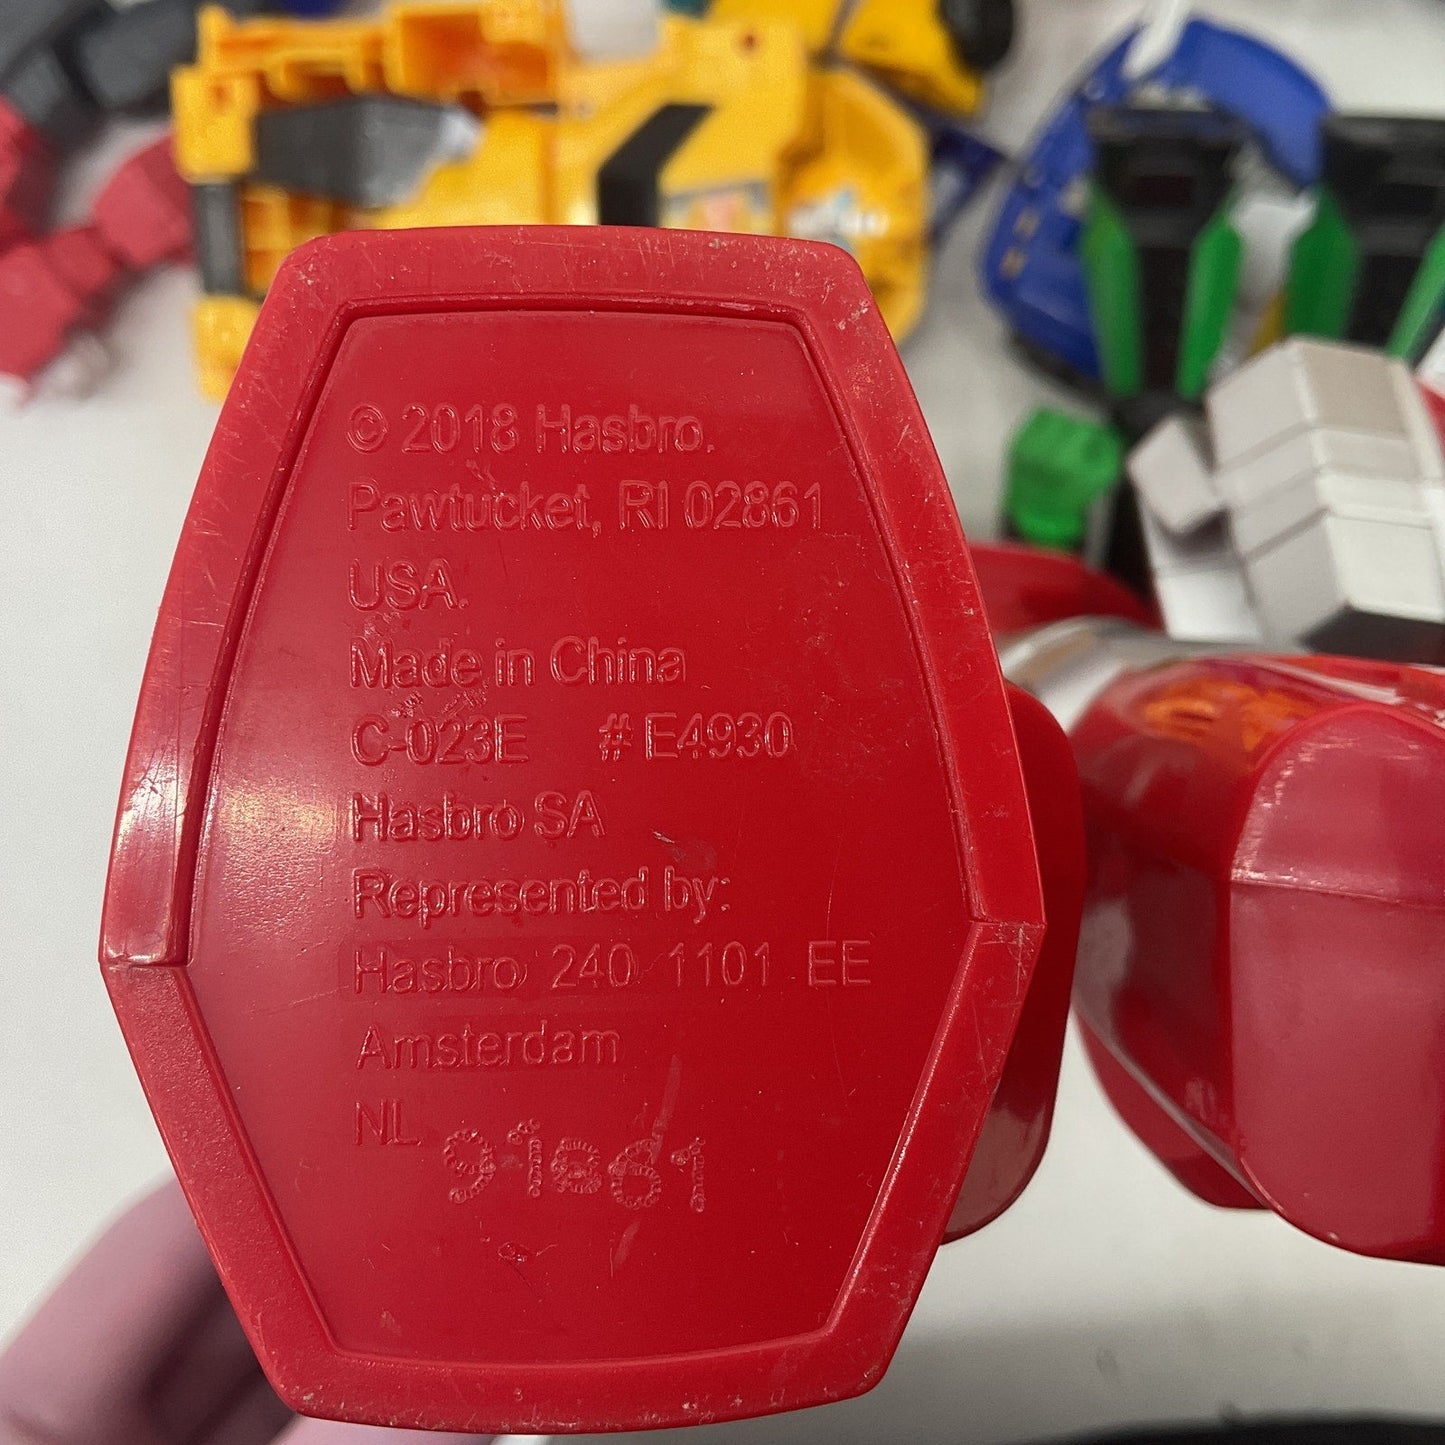 © 2018 Hasbro.
Pawtucket, RI 02861
USA.
Made in China
C-023E # E4930
Hasbro SA
Represented by:
Hasbro 240 1101 EE
Amsterdam
NL
91861